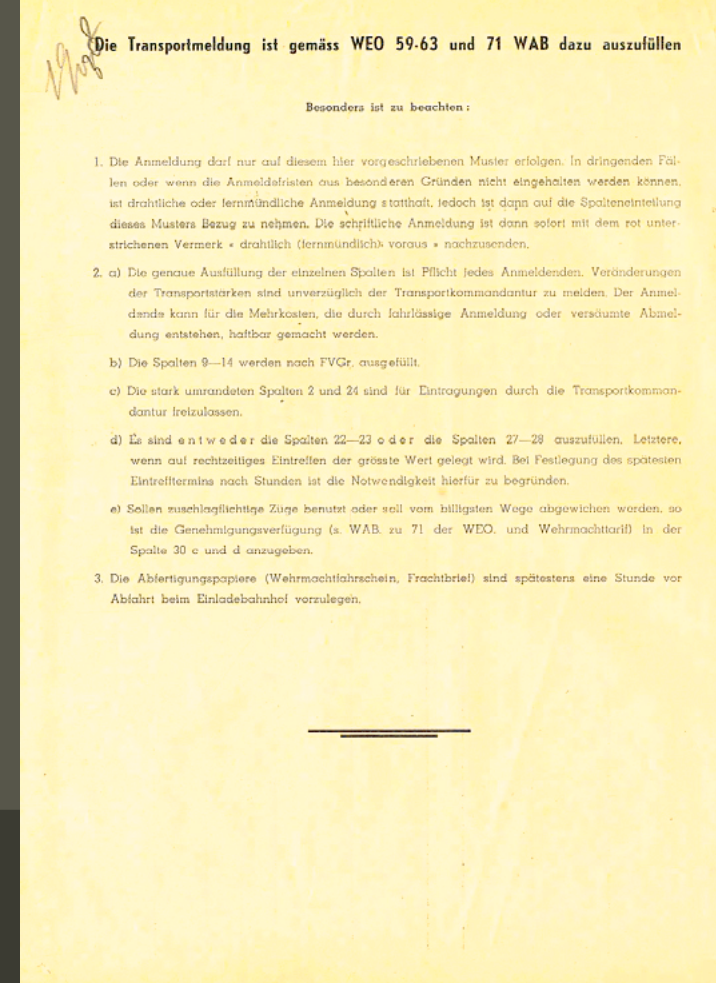 Die Transportmeldung ist gemäss WEO 59-63 und 71 WAB dazu auszufüllen
Besonders ist zu beachten:
1. Die Anmeldung darf nur auf diesem hier vorgeschriebenen Muster erfolgen. In dringenden Fäl-
len oder wenn die Anmeldefristen aus besonderen Gründen nicht eingehalten werden können,
ist drahtliche oder fernmündliche Anmeldung statthaft, jedoch ist dann auf die Spalteneinteilung
dieses Musters Bezug zu nehmen. Die schriftliche Anmeldung ist dann sofort mit dem rot unter-
strichenen Vermerk « drahtlich (fernmündlich) voraus » nachzusenden.
2. a) Die genaue Ausfüllung der einzelnen Spalten ist Pflicht jedes Anmeldenden. Veränderungen
der Transportstärken sind unverzüglich der Transportkommandantur zu melden. Der Anmel-
dende kann für die Mehrkosten, die durch fahrlässige Anmeldung oder versäumte Abmel-
dung entstehen, haftbar gemacht werden.
b) Die Spalten 9—14 werden nach FVGr. ausgefüllt.
c) Die stark umrandeten Spalten 2 und 24 sind für Eintragungen durch die Transportkomman-
dantur freizulassen.
d) Es sind entweder die Spalten 22—23 oder die Spalten 27—28 auszufüllen. Letztere,
wenn auf rechtzeitiges Eintreffen der grösste Wert gelegt wird. Bei Festlegung des spätesten
Eintrefftermins nach Stunden ist die Notwendigkeit hierfür zu begründen.
e) Sollen zuschlagflichtige Züge benutzt oder soll vom billigsten Wege abgewichen werden, so
ist die Genehmigungsverfügung (s. WAB. zu 71 der WEO. und Wehrmachttarif) in der
Spalte 30 c und d anzugeben.
3. Die Abfertigungspapiere (Wehrmachtfahrschein, Frachtbrief) sind spätestens eine Stunde vor
Abfahrt beim Einladebahnhof vorzulegen.